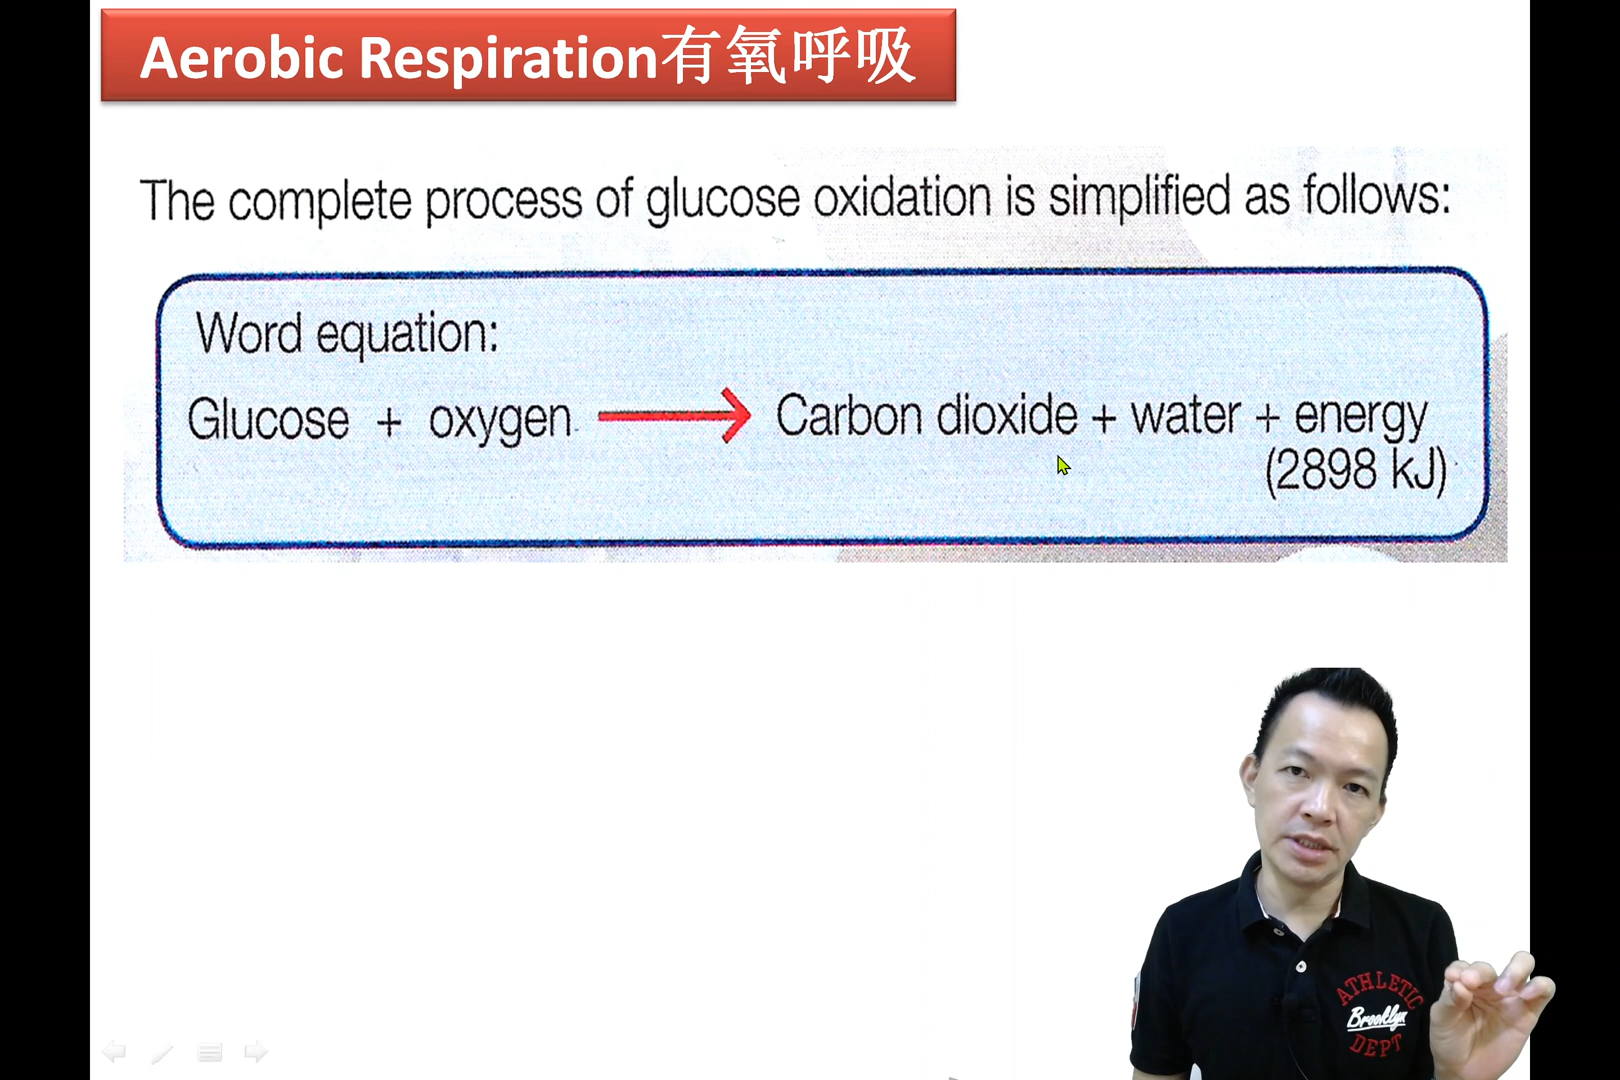 Aerobic Respiration有氧呼吸
The complete process of glucose oxidation is simplified as follows:
Word equation:
Glucose + oxygen → Carbon dioxide + water + energy
(2898 kJ)
ATHLETIC
Brooklyn
DEPT